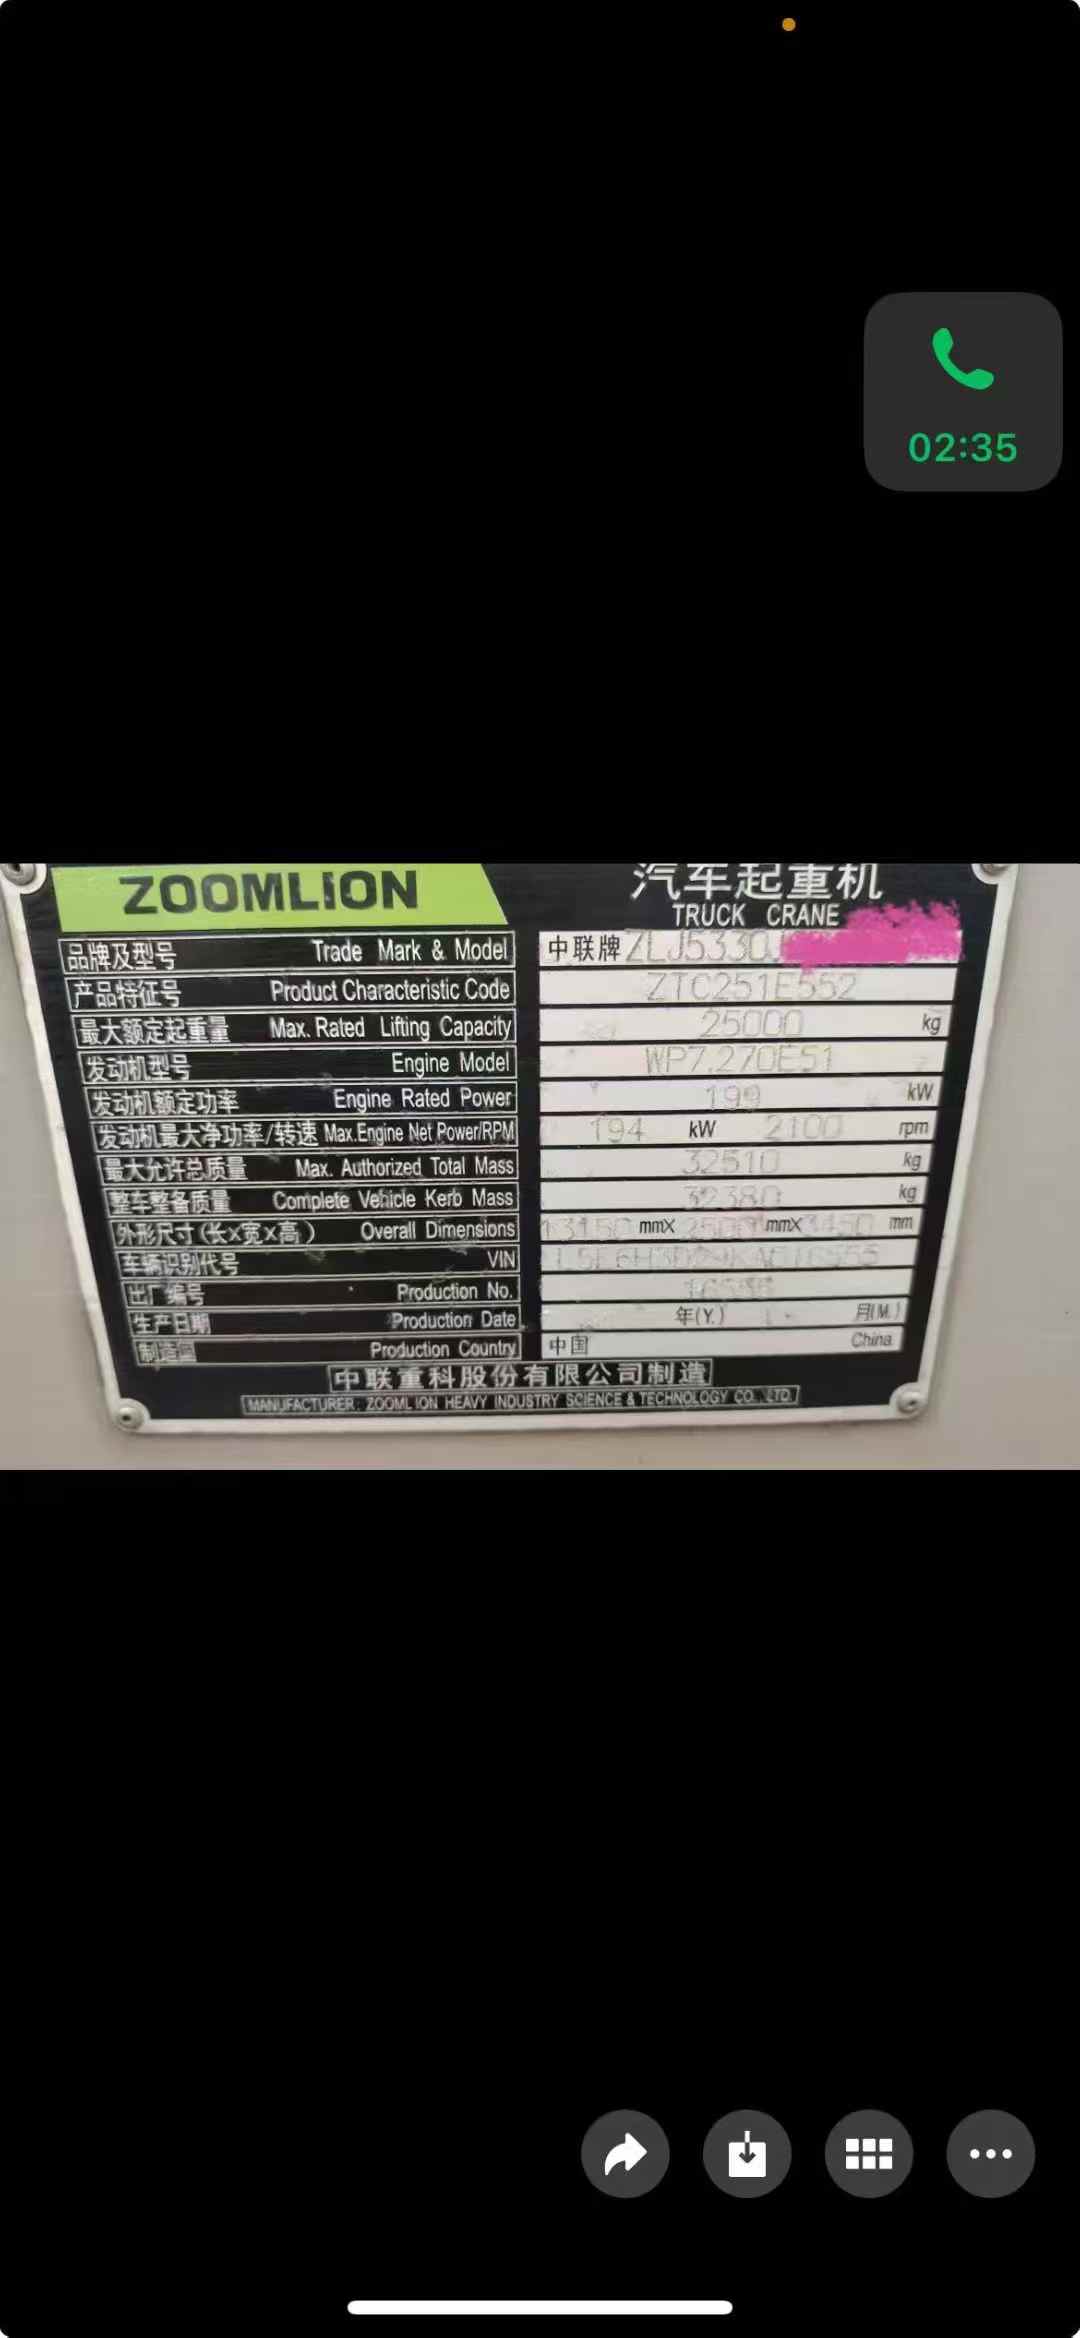 02:35
ZOOMLION
汽车起重机
TRUCK CRANE
品牌及型号 Trade Mark & Model 中联牌 ZLJ5330J
产品特征号 Product Characteristic Code ZTC251E552
最大额定起重量 Max. Rated Lifting Capacity 25000 kg
发动机型号 Engine Model WP7.270E51
发动机额定功率 Engine Rated Power 199 kW
发动机最大净功率/转速 Max.Engine Net Power/RPM 194 kW 2100 rpm
最大允许总质量 Max. Authorized Total Mass 32510 kg
整车整备质量 Complete Vehicle Kerb Mass 32380 kg
外形尺寸(长X宽X高) Overall Dimensions 13150 mmX 2500 mmX 3450 mm
车辆识别代号 VIN
出厂编号 Production No.
生产日期 Production Date 年(Y.) 月(M.)
制造国 Production Country 中国 China
中联重科股份有限公司制造
MANUFACTURER: ZOOMLION HEAVY INDUSTRY SCIENCE & TECHNOLOGY CO., LTD.